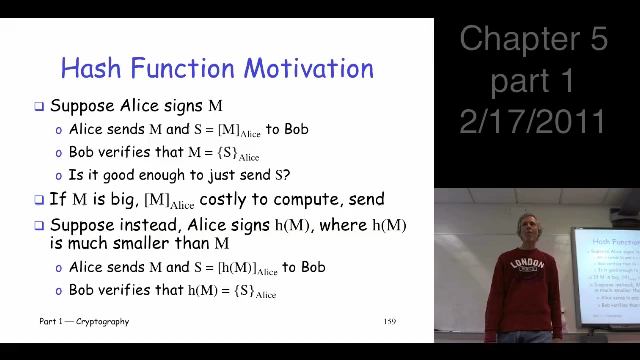 Hash Function Motivation
❑ Suppose Alice signs M
o Alice sends M and S = [M]Alice to Bob
o Bob verifies that M = {S}Alice
o Is it good enough to just send S?
❑ If M is big, [M]Alice costly to compute, send
❑ Suppose instead, Alice signs h(M), where h(M)
is much smaller than M
o Alice sends M and S = [h(M)]Alice to Bob
o Bob verifies that h(M) = {S}Alice
Part 1 — Cryptography
159
Chapter 5
part 1
2/17/2011
LONDON
Hash Function